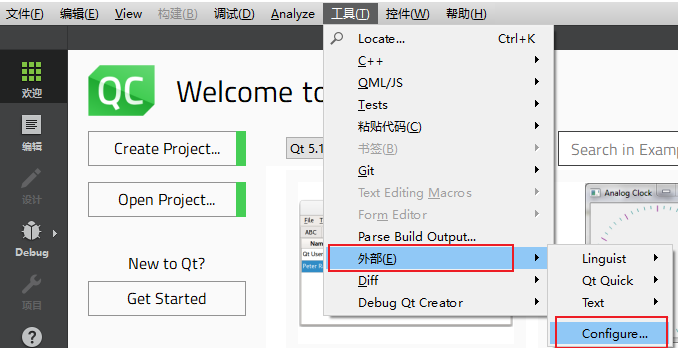 文件(F) 编辑(E) View 构建(B) 调试(D) Analyze 工具(T) 控件(W) 帮助(H)
Locate... Ctrl+K
C++
QML/JS
Tests
粘贴代码(C)
书签(B)
Git
Text Editing Macros
Form Editor
Parse Build Output...
外部(E)
Diff
Debug Qt Creator
Linguist
Qt Quick
Text
Configure...
欢迎
编辑
设计
Debug
项目
QC
Welcome to
Create Project...
Open Project...
New to Qt?
Get Started
Qt 5.1
Search in Examp
File T
ABC
Nam
Qt User
Peter R
Analog Clock